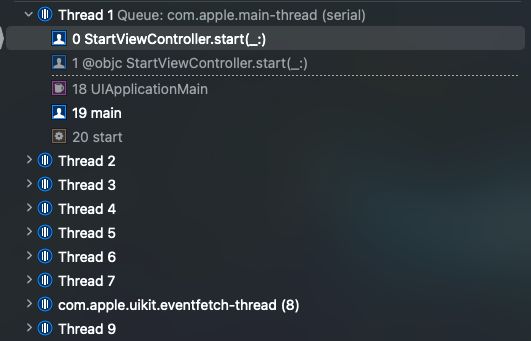 Thread 1 Queue: com.apple.main-thread (serial)
0 StartViewController.start(_:)
1 @objc StartViewController.start(_:)
18 UIApplicationMain
19 main
20 start
Thread 2
Thread 3
Thread 4
Thread 5
Thread 6
Thread 7
com.apple.uikit.eventfetch-thread (8)
Thread 9